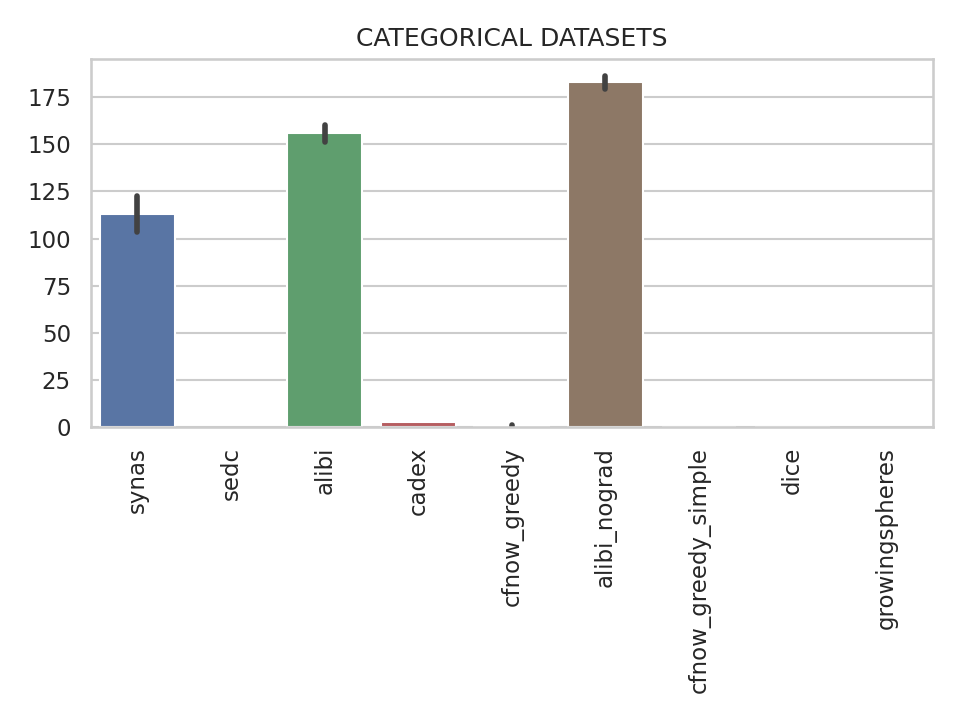 CATEGORICAL DATASETS
175
150
125
100
75
50
25
0
synas
sedc
alibi
cadex
cfnow_greedy
alibi_nograd
cfnow_greedy_simple
dice
growingspheres